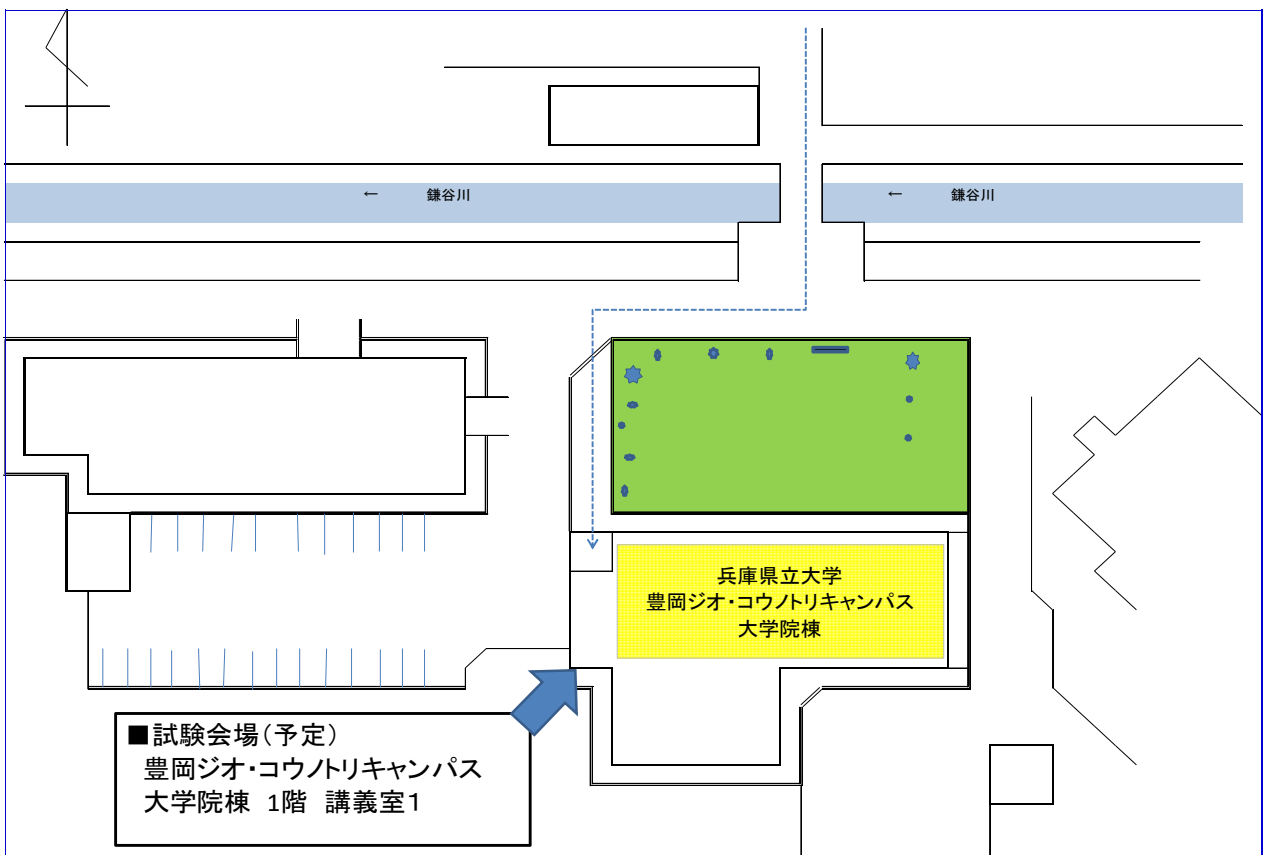 ← 鎌谷川
← 鎌谷川
兵庫県立大学
豊岡ジオ・コウノトリキャンパス
大学院棟
■試験会場(予定)
豊岡ジオ・コウノトリキャンパス
大学院棟 1階 講義室1